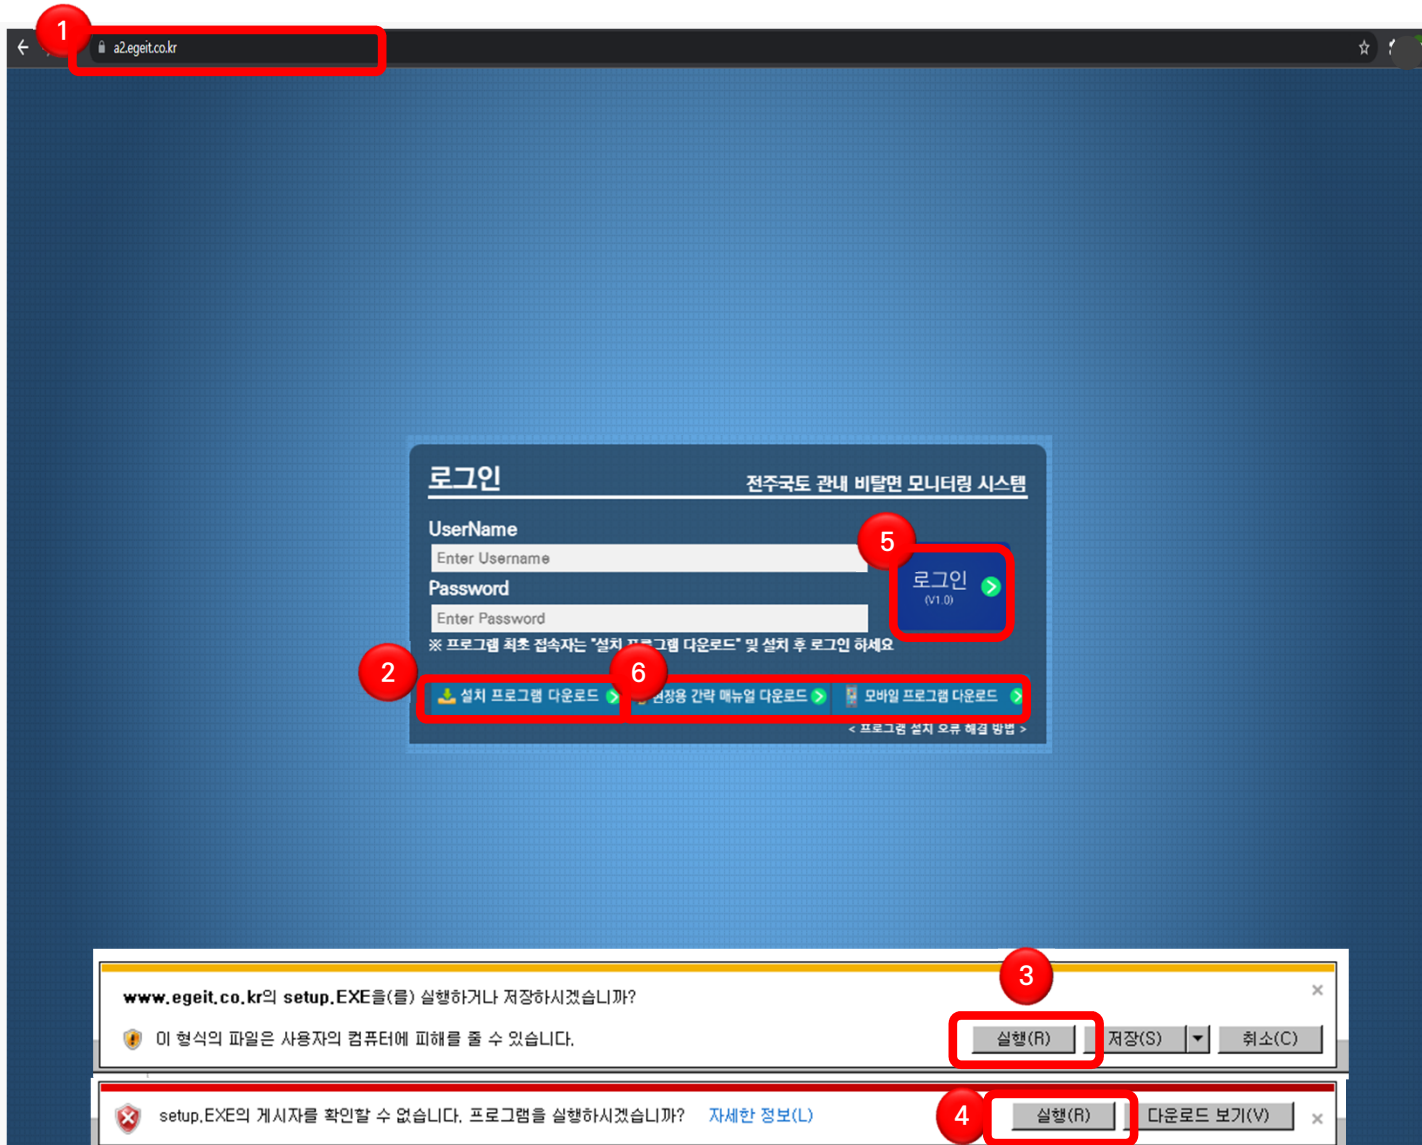 1
a2.egeit.co.kr
로그인
전주국토 관내 비탈면 모니터링 시스템
UserName
Enter Username
5
로그인
(V1.0)
Password
Enter Password
※ 프로그램 최초 접속자는 "설치 프로그램 다운로드" 및 설치 후 로그인 하세요
2
6
설치 프로그램 다운로드
현장용 간략 매뉴얼 다운로드
모바일 프로그램 다운로드
< 프로그램 설치 오류 해결 방법 >
3
www.egeit.co.kr의 setup.EXE을(를) 실행하거나 저장하시겠습니까?
×
이 형식의 파일은 사용자의 컴퓨터에 피해를 줄 수 있습니다.
실행(R)
저장(S)
취소(C)
setup.EXE의 게시자를 확인할 수 없습니다. 프로그램을 실행하시겠습니까?
자세한 정보(L)
4
실행(R)
다운로드 보기(V)
×